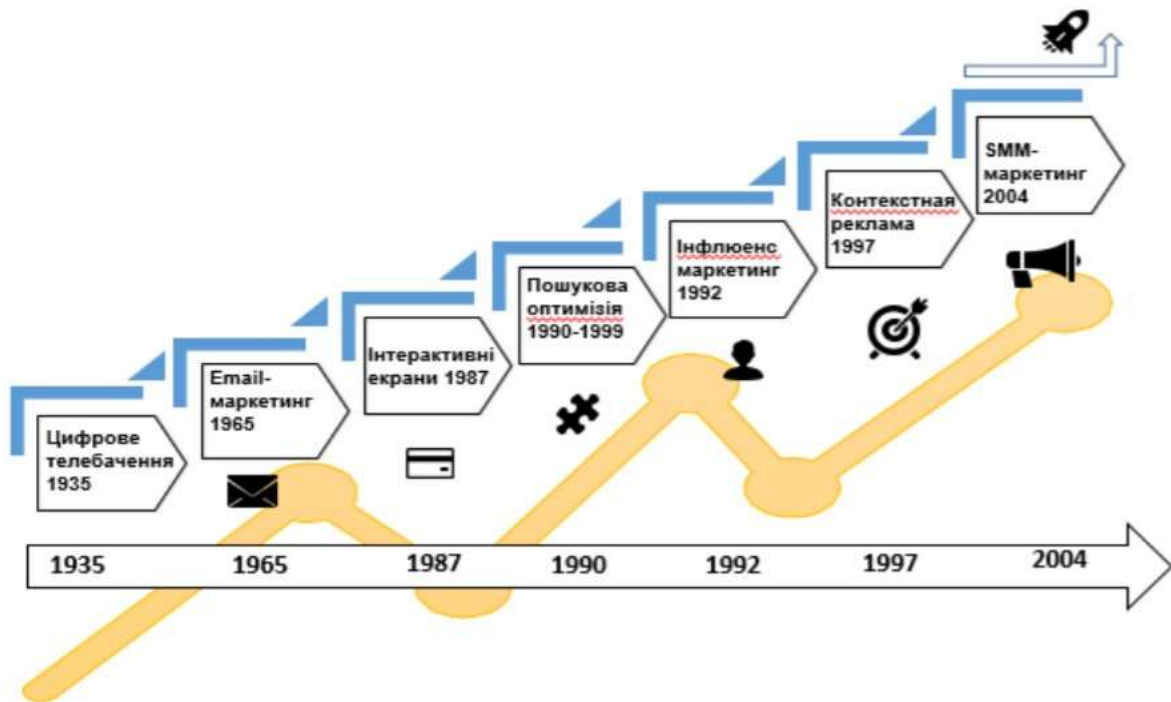 SMM-
маркетинг
2004
Контекстная
реклама
1997
Інфлюенс
маркетинг
1992
Пошукова
оптимізія
1990-1999
Інтерактивні
екрани 1987
Email-
маркетинг
1965
Цифрове
телебачення
1935
1935 1965 1987 1990 1992 1997 2004